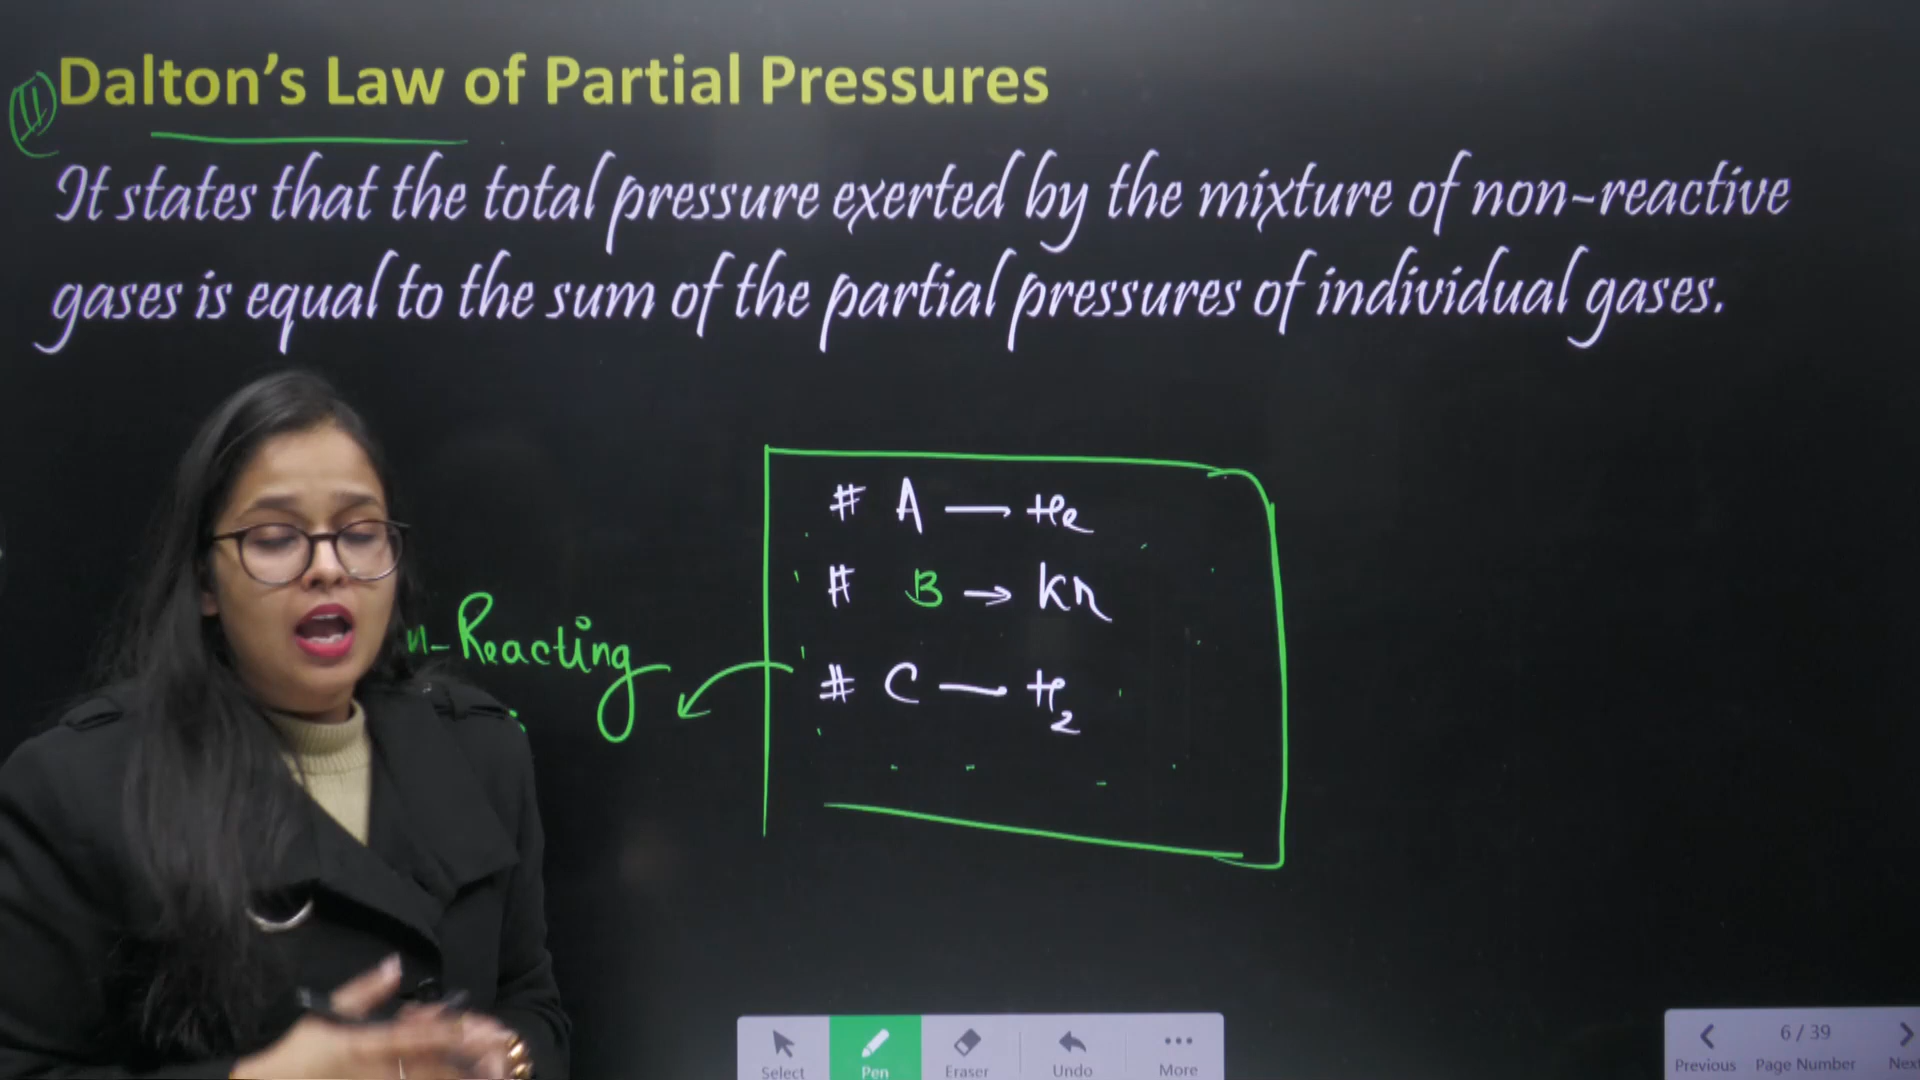 II
Dalton's Law of Partial Pressures
It states that the total pressure exerted by the mixture of non-reactive
gases is equal to the sum of the partial pressures of individual gases.
# A — He
# B → Kr
n-Reacting
# C — H2
Select
Pen
Eraser
Undo
More
6 / 39
Previous
Page Number
Next